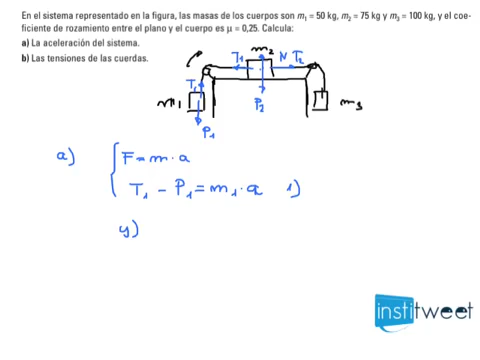 En el sistema representado en la figura, las masas de los cuerpos son m₁ = 50 kg, m₂ = 75 kg y m₃ = 100 kg, y el coe-
ficiente de rozamiento entre el plano y el cuerpo es μ = 0,25. Calcula:
a) La aceleración del sistema.
b) Las tensiones de las cuerdas.
m₂
T₁ N T₂
T₁
m₁ P₂ m₃
P₁
a) F = m · a
T₁ - P₁ = m₁ · a 1)
y)
institweet